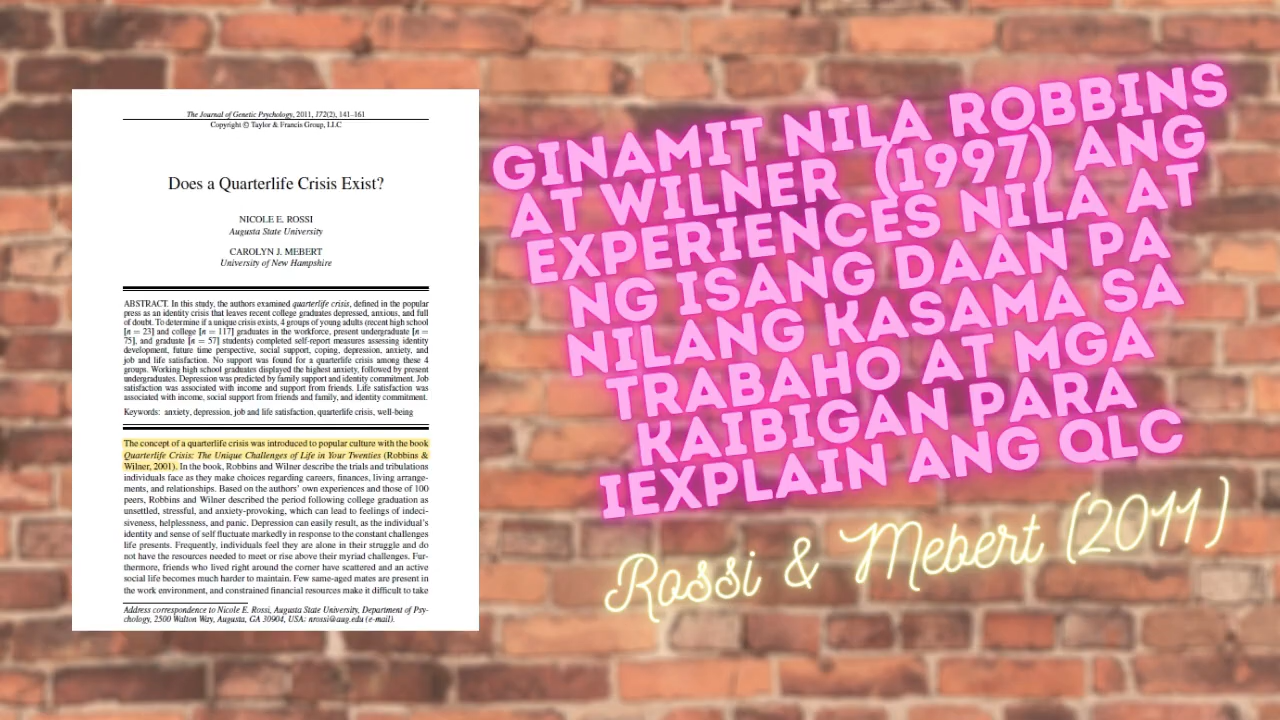 The Journal of Genetic Psychology, 2011, 172(2), 141–161
Copyright © Taylor & Francis Group, LLC
Does a Quarterlife Crisis Exist?
NICOLE E. ROSSI
Augusta State University
CAROLYN J. MEBERT
University of New Hampshire
ABSTRACT. In this study, the authors examined quarterlife crisis, defined in the popular
press as an identity crisis that leaves recent college graduates depressed, anxious, and full
of doubt. To determine if a unique crisis exists, 4 groups of young adults (recent high school
[n = 23] and college [n = 117] graduates in the workforce, present undergraduate [n =
75], and graduate [n = 57] students) completed self-report measures assessing identity
development, future time perspective, social support, coping, depression, anxiety, and
job and life satisfaction. No support was found for a quarterlife crisis among these 4
groups. Working high school graduates displayed the highest anxiety, followed by present
undergraduates. Depression was predicted by family support and identity commitment. Job
satisfaction was associated with income and support from friends. Life satisfaction was
associated with income, social support from friends and family, and identity commitment.
Keywords: anxiety, depression, job and life satisfaction, quarterlife crisis, well-being
The concept of a quarterlife crisis was introduced to popular culture with the book
Quarterlife Crisis: The Unique Challenges of Life in Your Twenties (Robbins &
Wilner, 2001). In the book, Robbins and Wilner describe the trials and tribulations
individuals face as they make choices regarding careers, finances, living arrange-
ments, and relationships. Based on the authors' own experiences and those of 100
peers, Robbins and Wilner described the period following college graduation as
unsettled, stressful, and anxiety-provoking, which can lead to feelings of indeci-
siveness, helplessness, and panic. Depression can easily result, as the individual's
identity and sense of self fluctuate markedly in response to the constant challenges
life presents. Frequently, individuals feel they are alone in their struggle and do
not have the resources needed to meet or rise above their myriad challenges. Fur-
thermore, friends who lived right around the corner have scattered and an active
social life becomes much harder to maintain. Few same-aged mates are present in
the work environment, and constrained financial resources make it difficult to take
Address correspondence to Nicole E. Rossi, Augusta State University, Department of Psy-
chology, 2500 Walton Way, Augusta, GA 30904, USA: nrossi@aug.edu (e-mail).
GINAMIT NILA ROBBINS
AT WILNER (1997) ANG
EXPERIENCES NILA AT
NG ISANG DAAN PA
NILANG KASAMA SA
TRABAHO AT MGA
KAIBIGAN PARA
IEXPLAIN ANG QLC
Rossi & Mebert (2011)